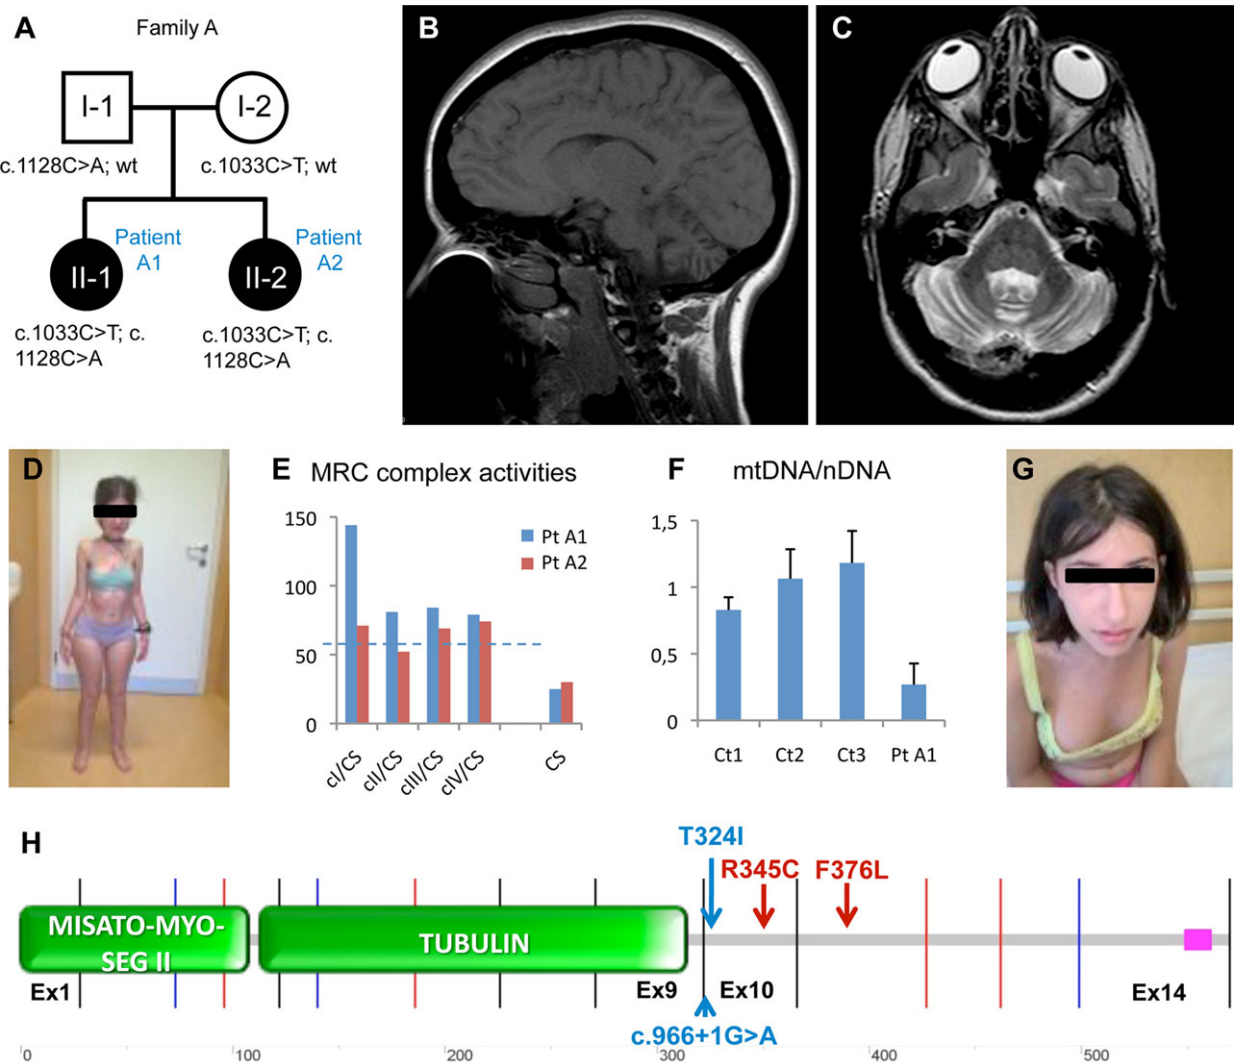 A
Family A
I-1
I-2
c.1128C>A; wt
c.1033C>T; wt
Patient
A1
Patient
A2
II-1
II-2
c.1033C>T; c.
1128C>A
c.1033C>T; c.
1128C>A
B
C
D
E
MRC complex activities
150
100
50
0
Pt A1
Pt A2
cI/CS
cII/CS
cIII/CS
cIV/CS
CS
F
mtDNA/nDNA
1,5
1
0,5
0
Ct1
Ct2
Ct3
Pt A1
G
H
T324I
R345C
F376L
MISATO-MYO-
SEG II
TUBULIN
Ex1
Ex9
Ex10
Ex14
c.966+1G>A
0
100
200
300
400
500